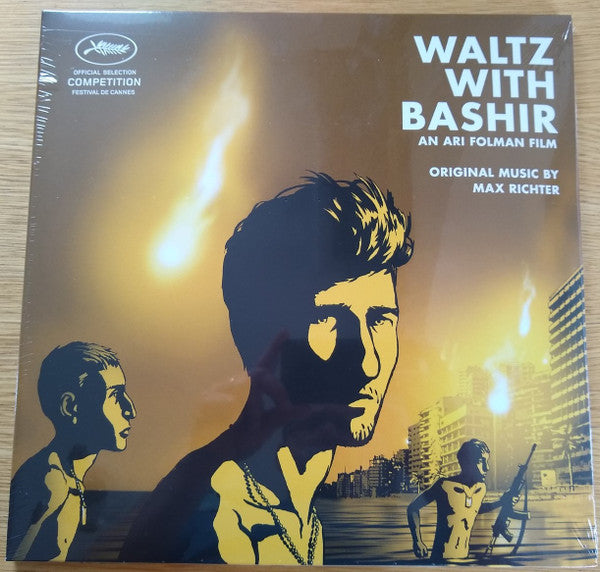 OFFICIAL SELECTION
COMPETITION
FESTIVAL DE CANNES
WALTZ
WITH
BASHIR
AN ARI FOLMAN FILM
ORIGINAL MUSIC BY
MAX RICHTER